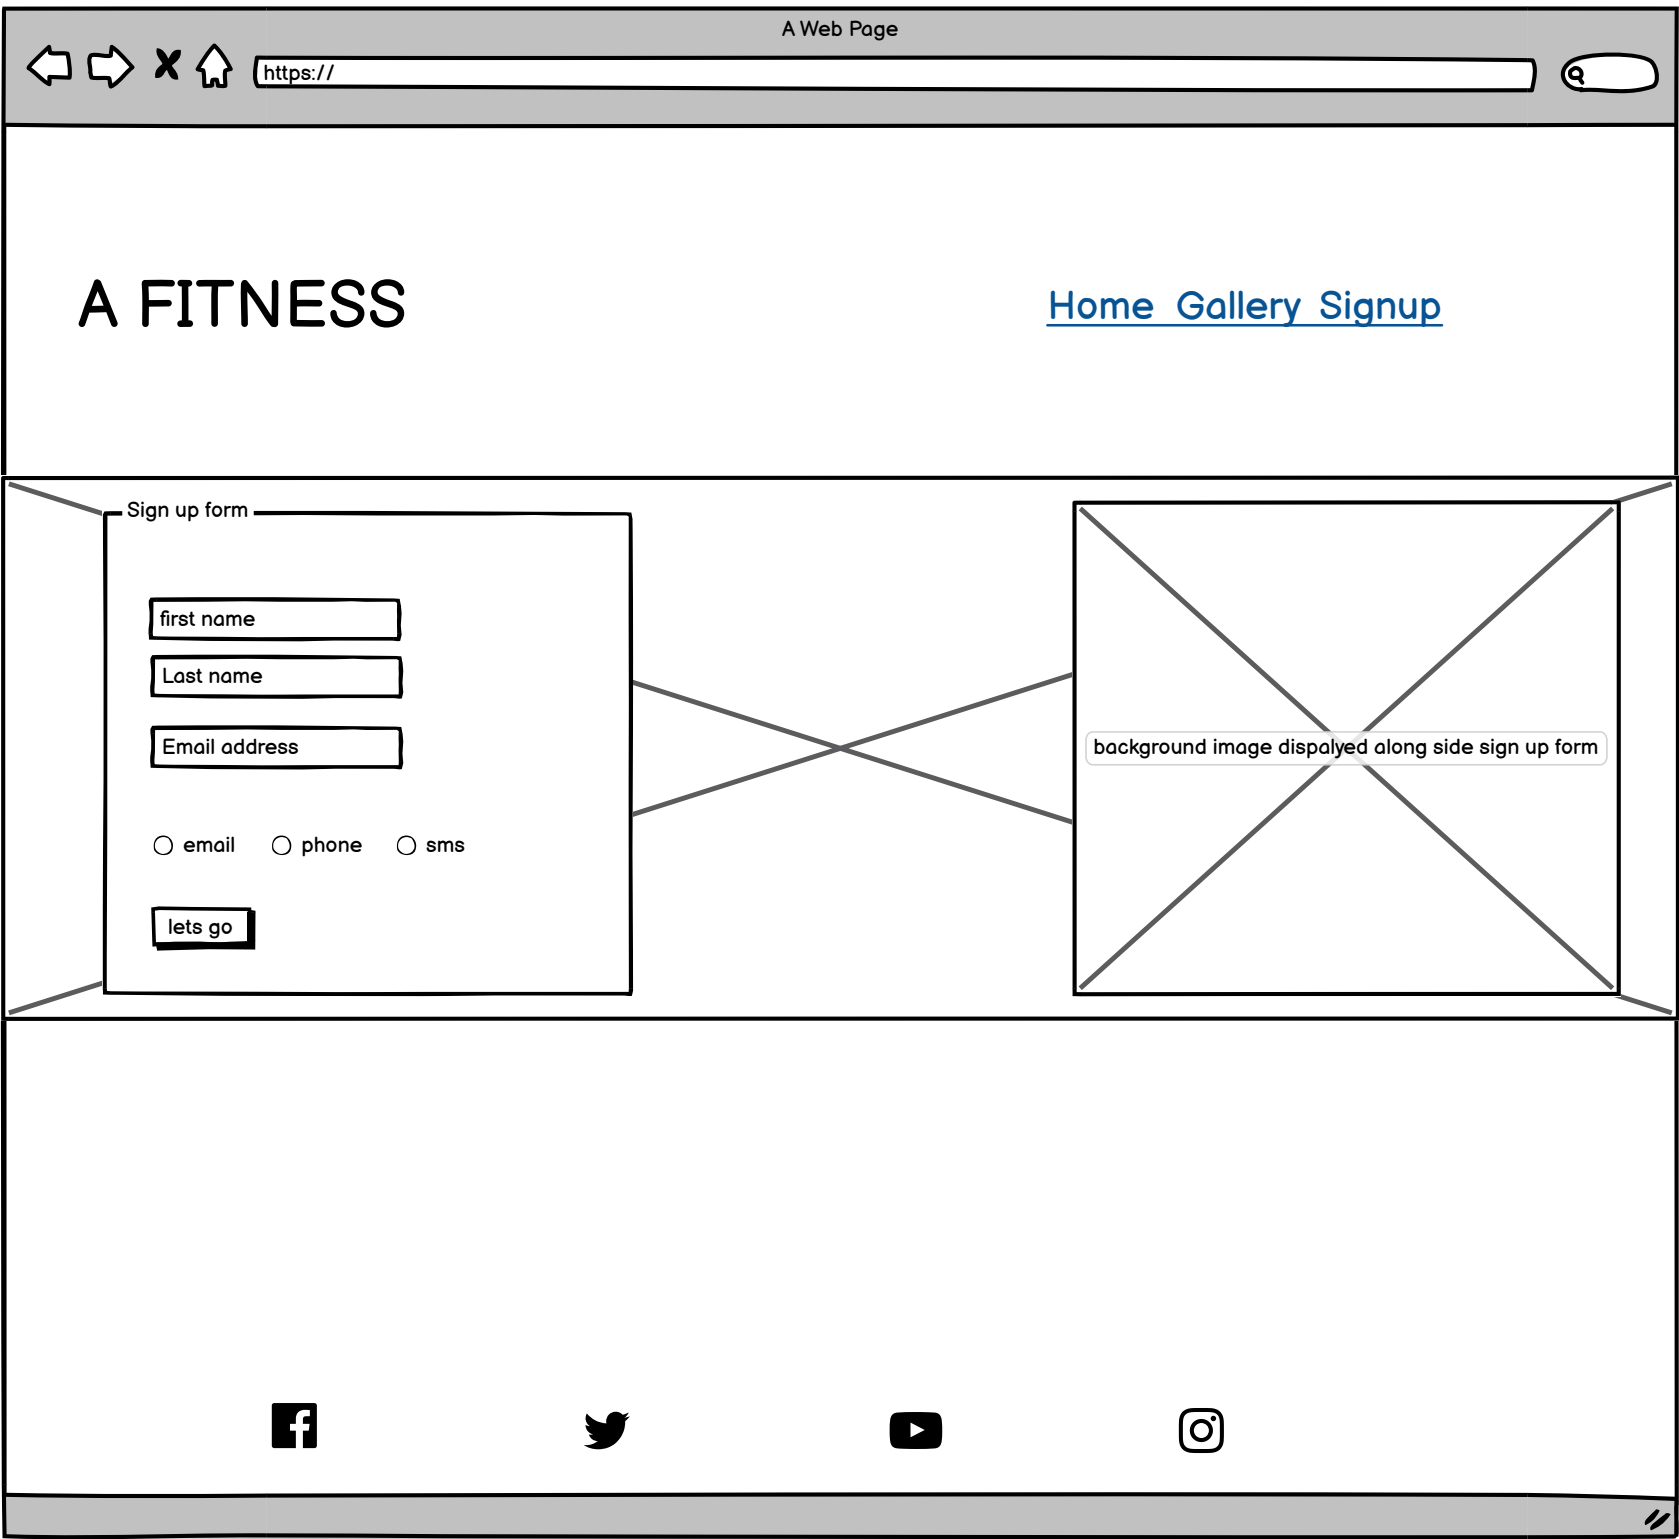 A Web Page
https://
A FITNESS
Home Gallery Signup
Sign up form
first name
Last name
Email address
background image dispalyed along side sign up form
email phone sms
lets go